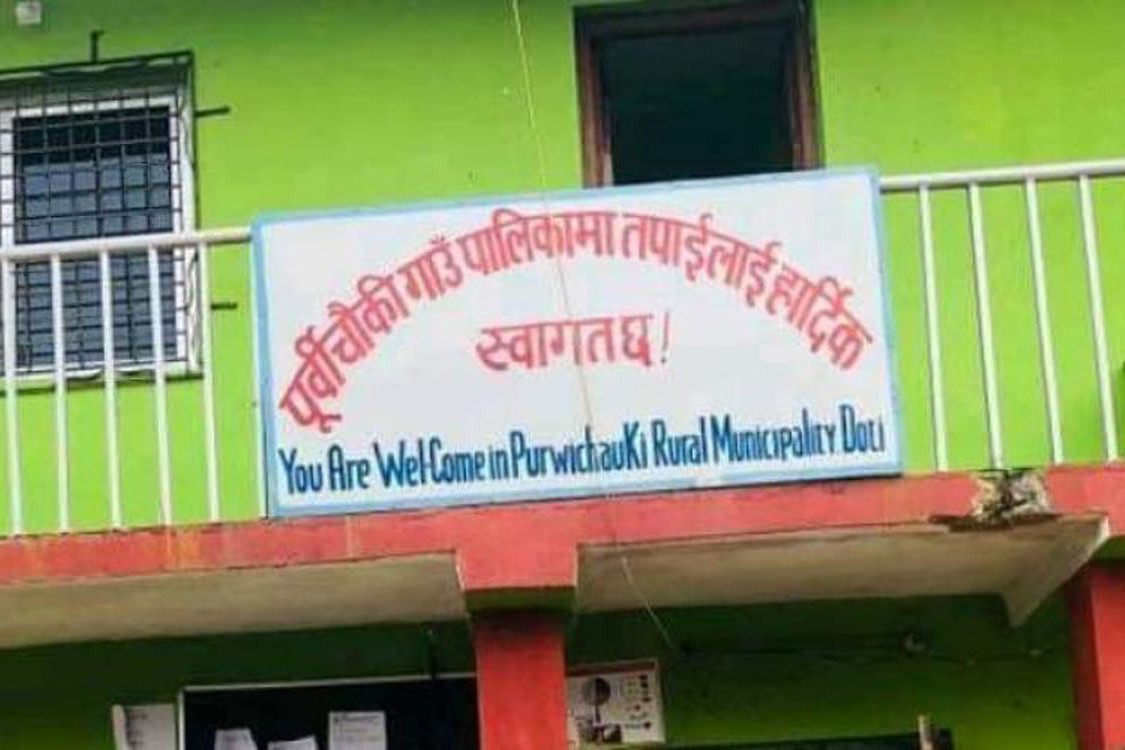 पूर्वीचौकी गाउँ पालिकामा तपाईलाई हार्दिक
स्वागत छ !
You Are Wel-Come in PurwichauKi Rural Municipality Doti